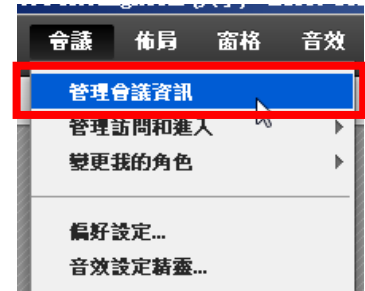 會議 佈局 窗格 音效
管理會議資訊
管理訪問和進入
變更我的角色
偏好設定...
音效設定精靈...